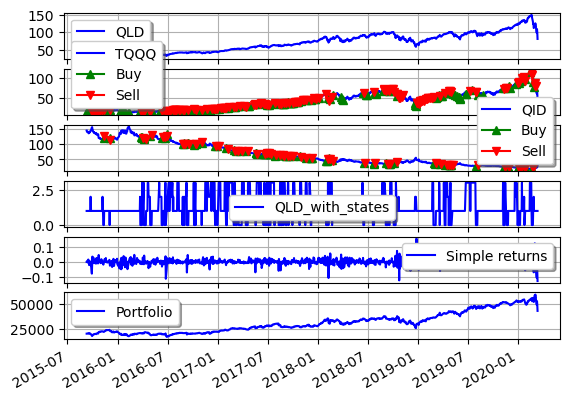 150
100
50
QLD
TQQQ
Buy
Sell
100
50
QID
Buy
Sell
150
100
50
2.5
0.0
QLD_with_states
0.1
0.0
−0.1
Simple returns
50000
25000
Portfolio
2015-07
2016-01
2016-07
2017-01
2017-07
2018-01
2018-07
2019-01
2019-07
2020-01